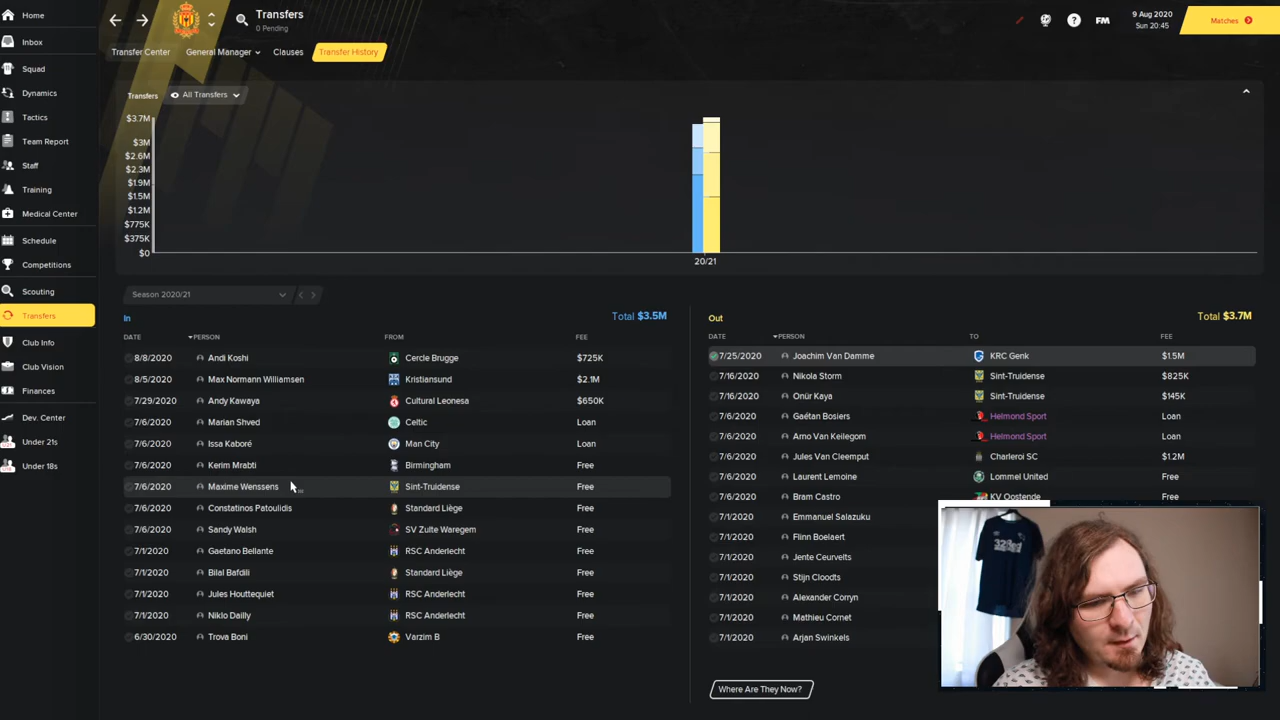 Home
Inbox
Squad
Dynamics
Tactics
Team Report
Staff
Training
Medical Center
Schedule
Competitions
Scouting
Transfers
Club Info
Club Vision
Finances
Dev. Center
Under 21s
Under 18s
Transfers
0 Pending
FM
9 Aug 2020
Sun 20:45
Matches
Transfer Center
General Manager
Clauses
Transfer History
Transfers
All Transfers
$3.7M
$3M
$2.6M
$2.3M
$1.9M
$1.5M
$1.2M
$775K
$375K
$0
20/21
Season 2020/21
In
Total $3.5M
DATE PERSON FROM FEE
8/8/2020 Andi Koshi Cercle Brugge $725K
8/5/2020 Max Normann Williamsen Kristiansund $2.1M
7/29/2020 Andy Kawaya Cultural Leonesa $650K
7/6/2020 Marian Shved Celtic Loan
7/6/2020 Issa Kaboré Man City Loan
7/6/2020 Kerim Mrabti Birmingham Free
7/6/2020 Maxime Wenssens Sint-Truidense Free
7/6/2020 Constatinos Patoulidis Standard Liège Free
7/6/2020 Sandy Walsh SV Zulte Waregem Free
7/1/2020 Gaetano Bellante RSC Anderlecht Free
7/1/2020 Bilal Bafdili Standard Liège Free
7/1/2020 Jules Houttequiet RSC Anderlecht Free
7/1/2020 Niklo Dailly RSC Anderlecht Free
6/30/2020 Trova Boni Varzim B Free
Out
Total $3.7M
DATE PERSON TO FEE
7/25/2020 Joachim Van Damme KRC Genk $1.5M
7/16/2020 Nikola Storm Sint-Truidense $825K
7/16/2020 Onür Kaya Sint-Truidense $145K
7/6/2020 Gaétan Bosiers Helmond Sport Loan
7/6/2020 Arno Van Keilegom Helmond Sport Loan
7/6/2020 Jules Van Cleemput Charleroi SC $1.2M
7/6/2020 Laurent Lemoine Lommel United Free
7/6/2020 Bram Castro KV Oostende Free
7/1/2020 Emmanuel Salazuku
7/1/2020 Flinn Boelaert
7/1/2020 Jente Ceurvelts
7/1/2020 Stijn Cloodts
7/1/2020 Alexander Corryn
7/1/2020 Mathieu Cornet
7/1/2020 Arjan Swinkels
Where Are They Now?